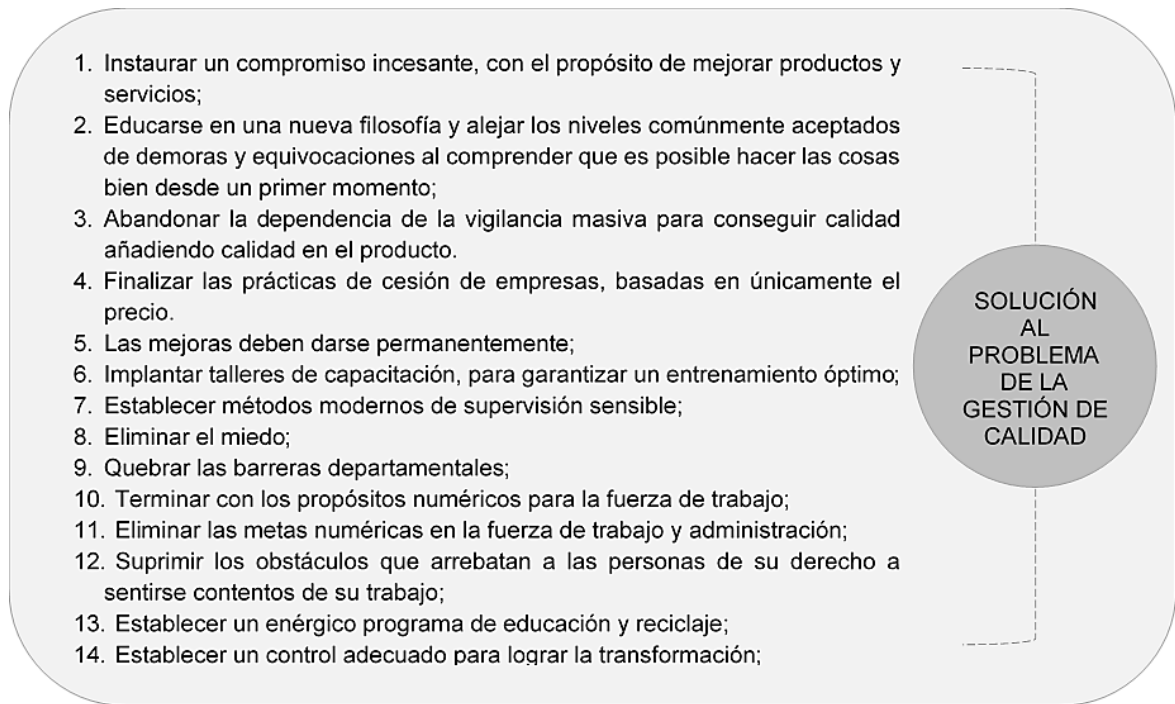 1. Instaurar un compromiso incesante, con el propósito de mejorar productos y
servicios;
2. Educarse en una nueva filosofía y alejar los niveles comúnmente aceptados
de demoras y equivocaciones al comprender que es posible hacer las cosas
bien desde un primer momento;
3. Abandonar la dependencia de la vigilancia masiva para conseguir calidad
añadiendo calidad en el producto.
4. Finalizar las prácticas de cesión de empresas, basadas en únicamente el
precio.
5. Las mejoras deben darse permanentemente;
6. Implantar talleres de capacitación, para garantizar un entrenamiento óptimo;
7. Establecer métodos modernos de supervisión sensible;
8. Eliminar el miedo;
9. Quebrar las barreras departamentales;
10. Terminar con los propósitos numéricos para la fuerza de trabajo;
11. Eliminar las metas numéricas en la fuerza de trabajo y administración;
12. Suprimir los obstáculos que arrebatan a las personas de su derecho a
sentirse contentos de su trabajo;
13. Establecer un enérgico programa de educación y reciclaje;
14. Establecer un control adecuado para lograr la transformación;
SOLUCIÓN
AL
PROBLEMA
DE LA
GESTIÓN DE
CALIDAD